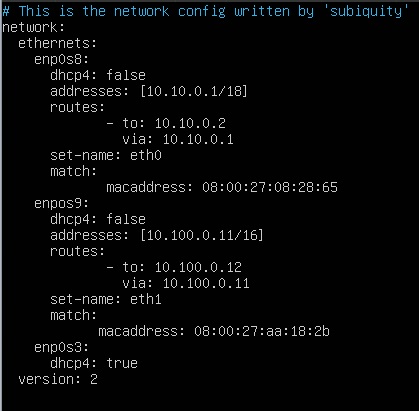 # This is the network config written by 'subiquity'
network:
  ethernets:
    enp0s8:
      dhcp4: false
      addresses: [10.10.0.1/18]
      routes:
             - to: 10.10.0.2
               via: 10.10.0.1
      set-name: eth0
      match:
             macaddress: 08:00:27:08:28:65
    enpos9:
      dhcp4: false
      addresses: [10.100.0.11/16]
      routes:
             - to: 10.100.0.12
               via: 10.100.0.11
      set-name: eth1
      match:
            macaddress: 08:00:27:aa:18:2b
    enp0s3:
      dhcp4: true
  version: 2